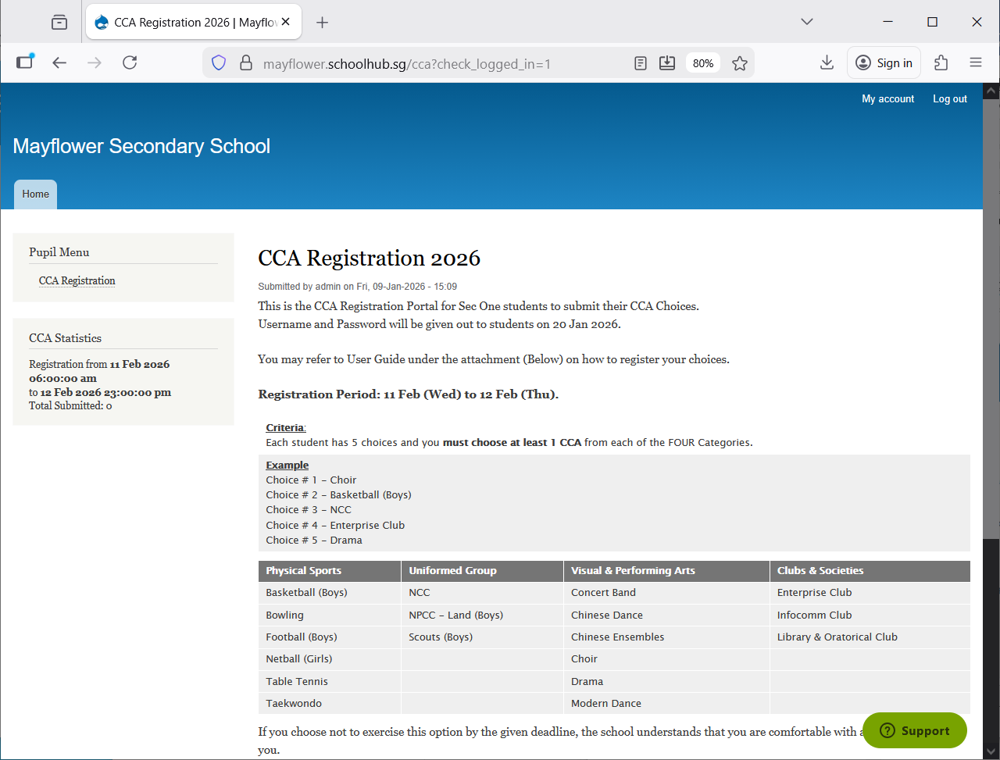 CCA Registration 2026 | Mayflow
mayflower.schoolhub.sg/cca?check_logged_in=1
80%
Sign in
My account
Log out
Mayflower Secondary School
Home
Pupil Menu
CCA Registration
CCA Statistics
Registration from 11 Feb 2026
06:00:00 am
to 12 Feb 2026 23:00:00 pm
Total Submitted: 0
CCA Registration 2026
Submitted by admin on Fri, 09-Jan-2026 - 15:09
This is the CCA Registration Portal for Sec One students to submit their CCA Choices.
Username and Password will be given out to students on 20 Jan 2026.
You may refer to User Guide under the attachment (Below) on how to register your choices.
Registration Period: 11 Feb (Wed) to 12 Feb (Thu).
Criteria:
Each student has 5 choices and you must choose at least 1 CCA from each of the FOUR Categories.
Example
Choice # 1 - Choir
Choice # 2 - Basketball (Boys)
Choice # 3 - NCC
Choice # 4 - Enterprise Club
Choice # 5 - Drama
Physical Sports Uniformed Group Visual & Performing Arts Clubs & Societies
Basketball (Boys) NCC Concert Band Enterprise Club
Bowling NPCC - Land (Boys) Chinese Dance Infocomm Club
Football (Boys) Scouts (Boys) Chinese Ensembles Library & Oratorical Club
Netball (Girls) Choir
Table Tennis Drama
Taekwondo Modern Dance
If you choose not to exercise this option by the given deadline, the school understands that you are comfortable with
you.
Support